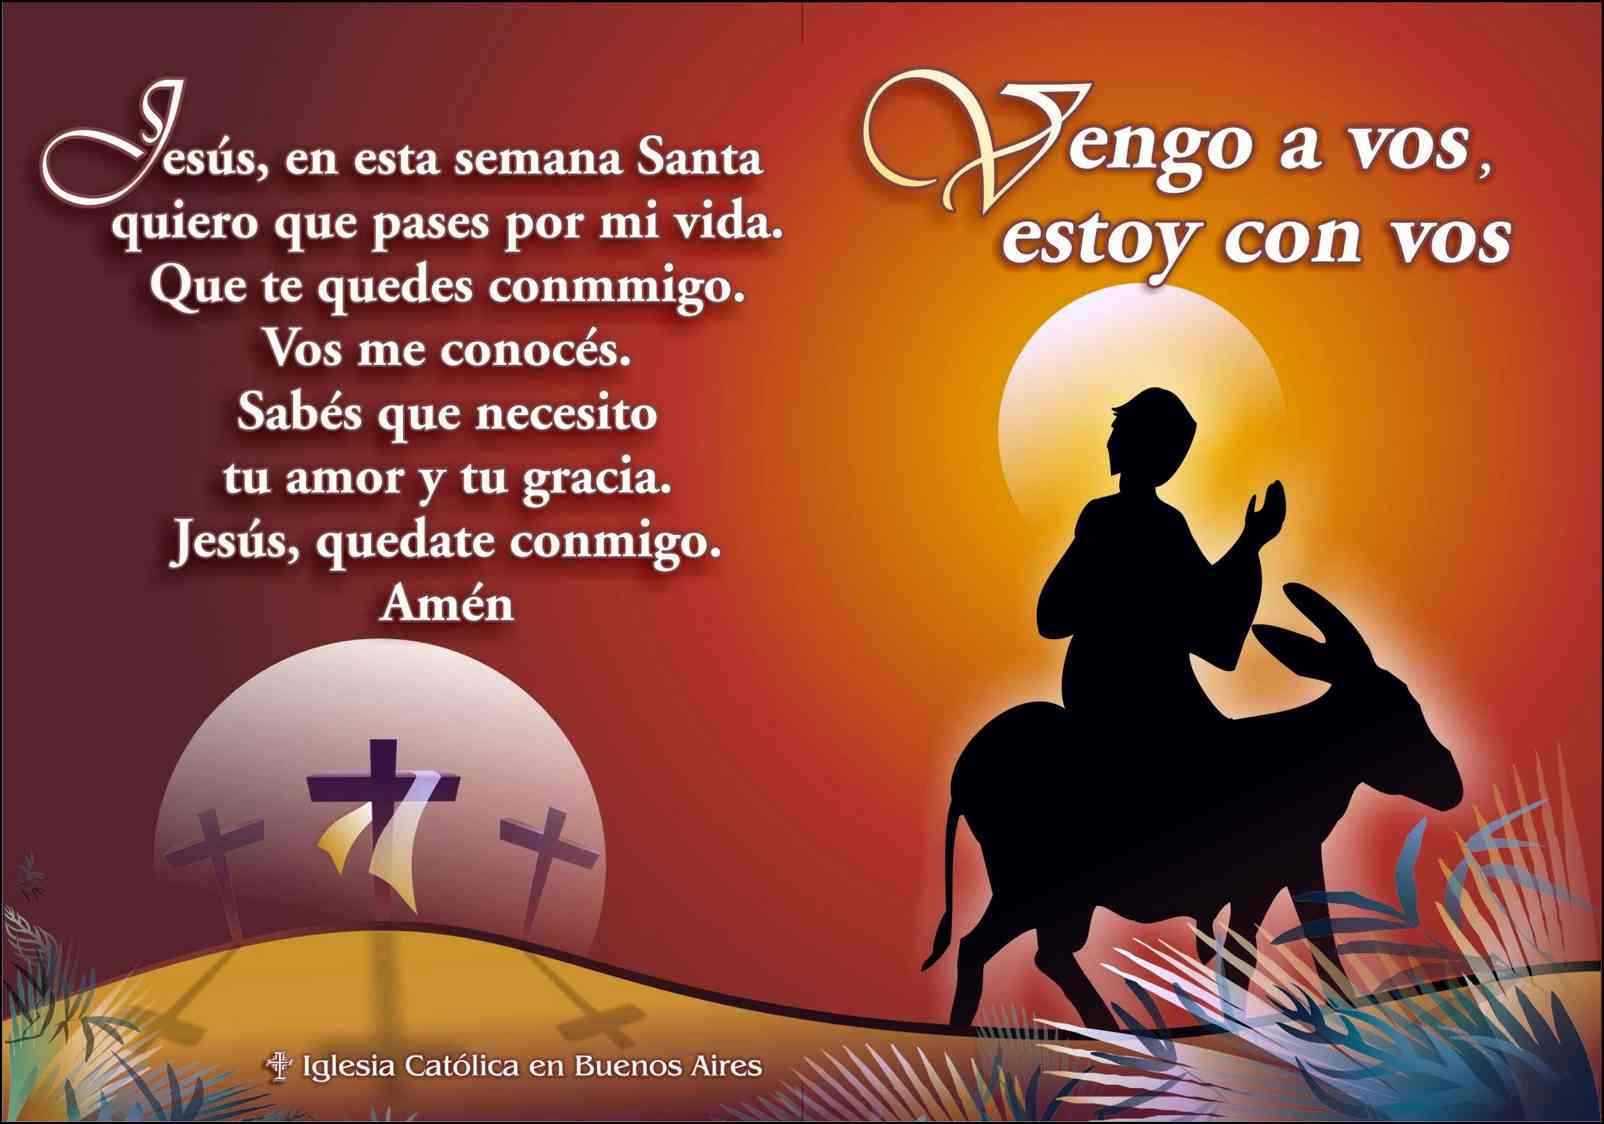 Jesús, en esta semana Santa
quiero que pases por mi vida.
Que te quedes conmmigo.
Vos me conocés.
Sabés que necesito
tu amor y tu gracia.
Jesús, quedate conmigo.
Amén
Iglesia Católica en Buenos Aires
Vengo a vos,
estoy con vos